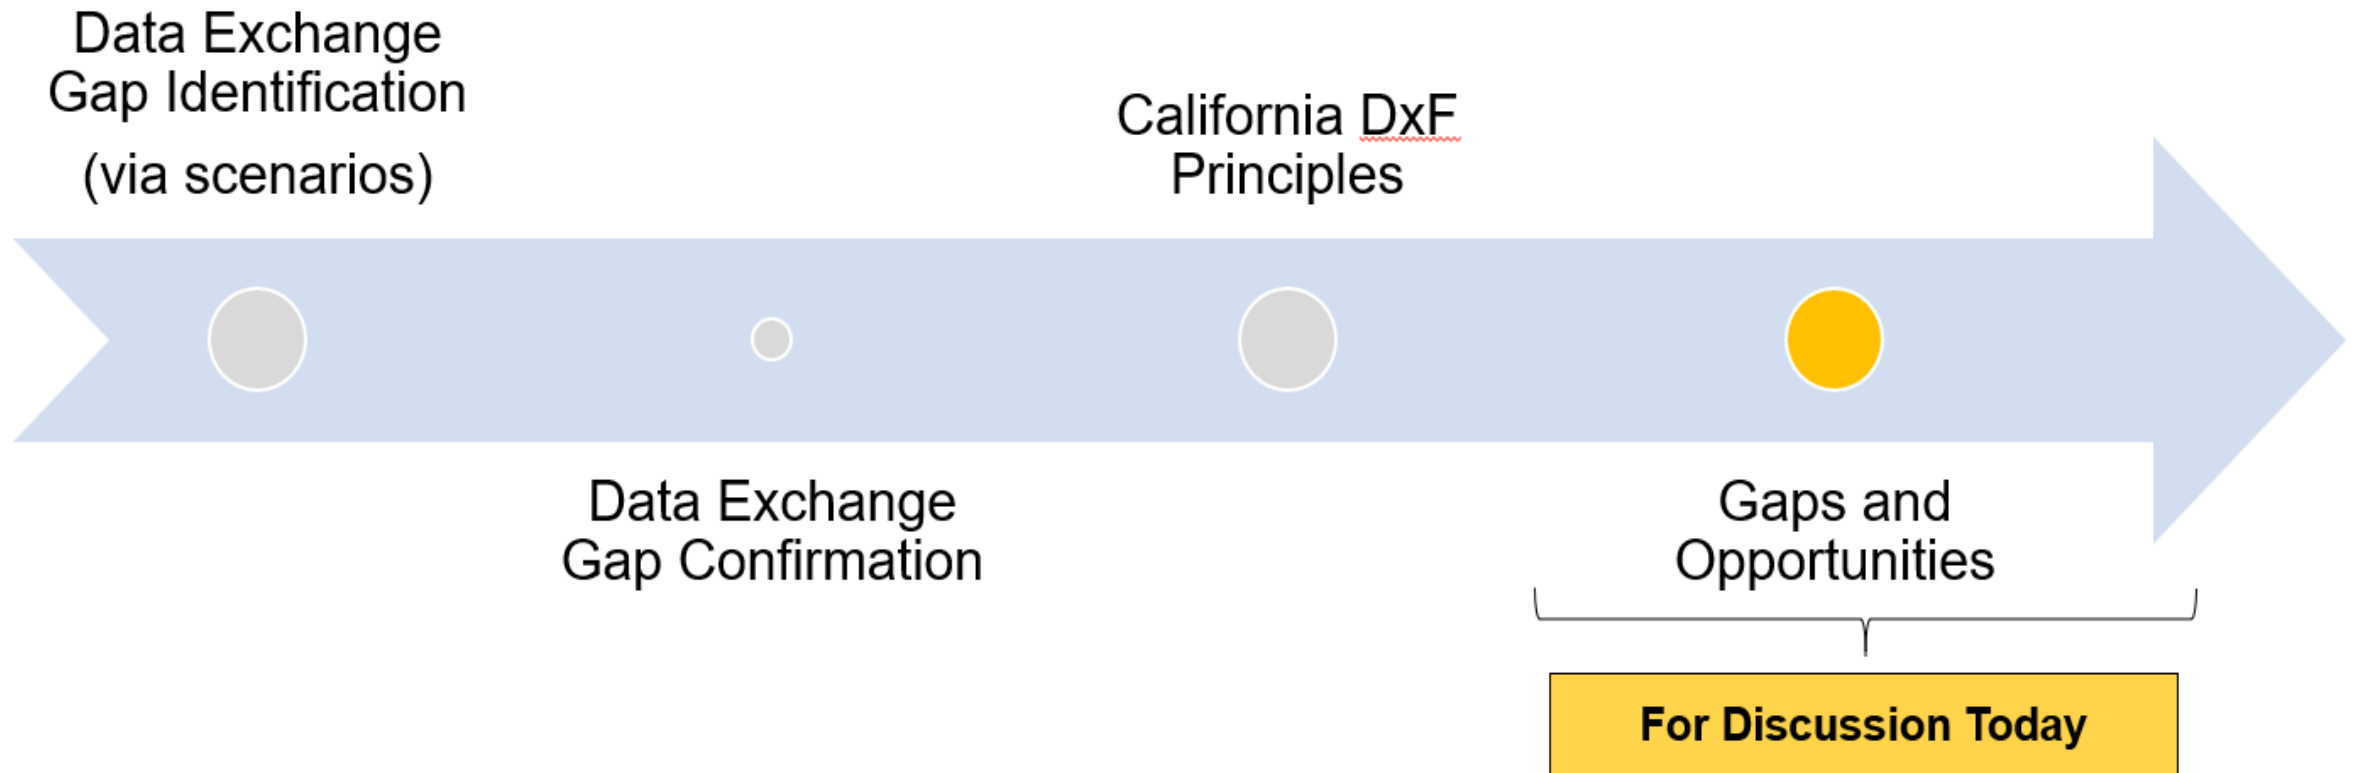 Data Exchange
Gap Identification
(via scenarios)
California DxF
Principles
Data Exchange
Gap Confirmation
Gaps and
Opportunities
For Discussion Today